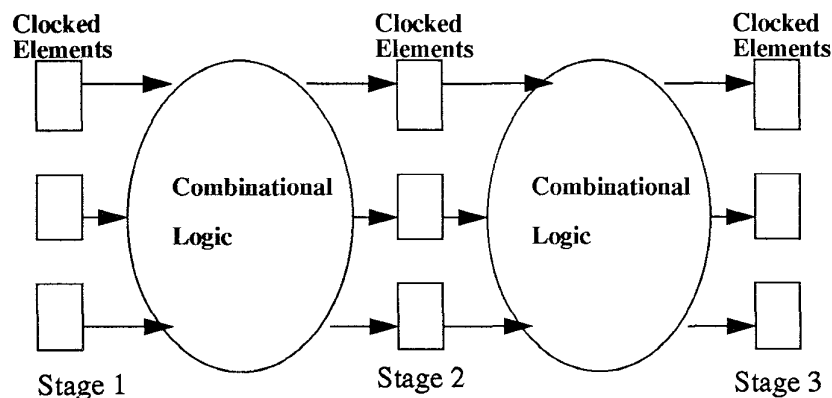 Clocked
Elements
Clocked
Elements
Clocked
Elements
Combinational
Logic
Combinational
Logic
Stage 1
Stage 2
Stage 3